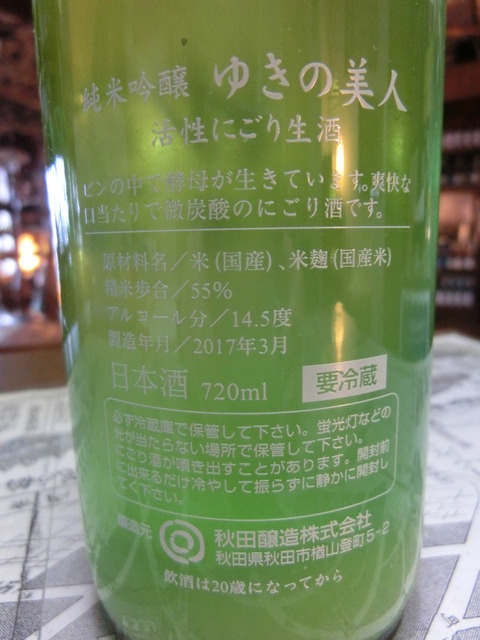 純米吟醸 ゆきの美人
活性にごり生酒
ビンの中で酵母が生きています。爽快な
口当たりで微炭酸のにごり酒です。
原材料名／米(国産)、米麹(国産米)
精米歩合／55%
アルコール分／14.5度
製造年月／2017年3月
日本酒 720ml 要冷蔵
必ず冷蔵庫で保管して下さい。蛍光灯などの
光が当たらない場所で保管して下さい。
にごり酒が噴き出すことがあります。開封前
に出来るだけ冷やして振らずに静かに開封し
てください。
醸造元 秋田醸造株式会社
秋田県秋田市楢山登町5-2
飲酒は20歳になってから